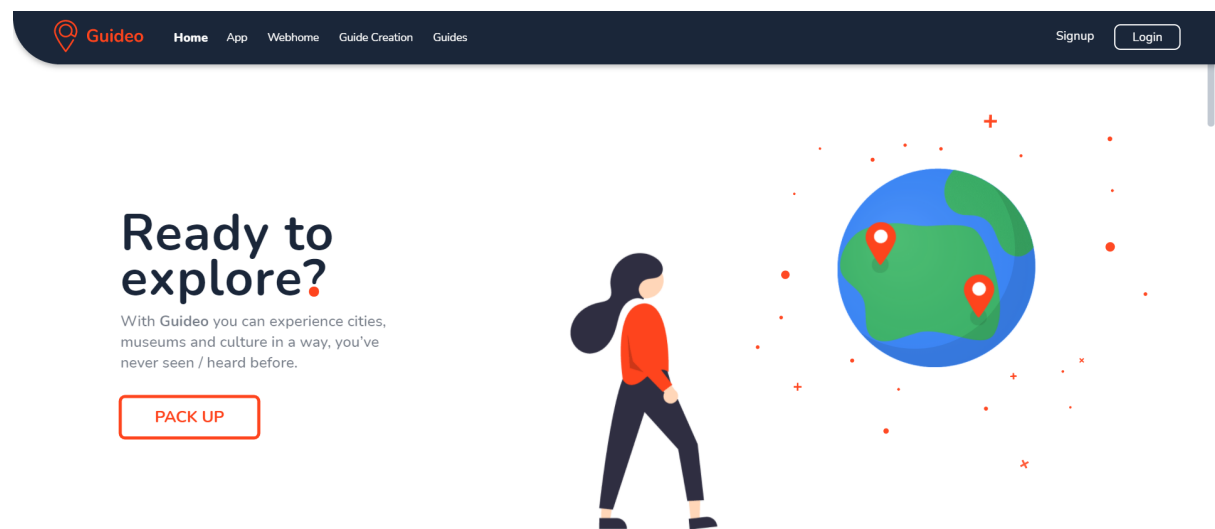 Guideo
Home App Webhome Guide Creation Guides
Signup Login
Ready to
explore?
With Guideo you can experience cities,
museums and culture in a way, you've
never seen / heard before.
PACK UP